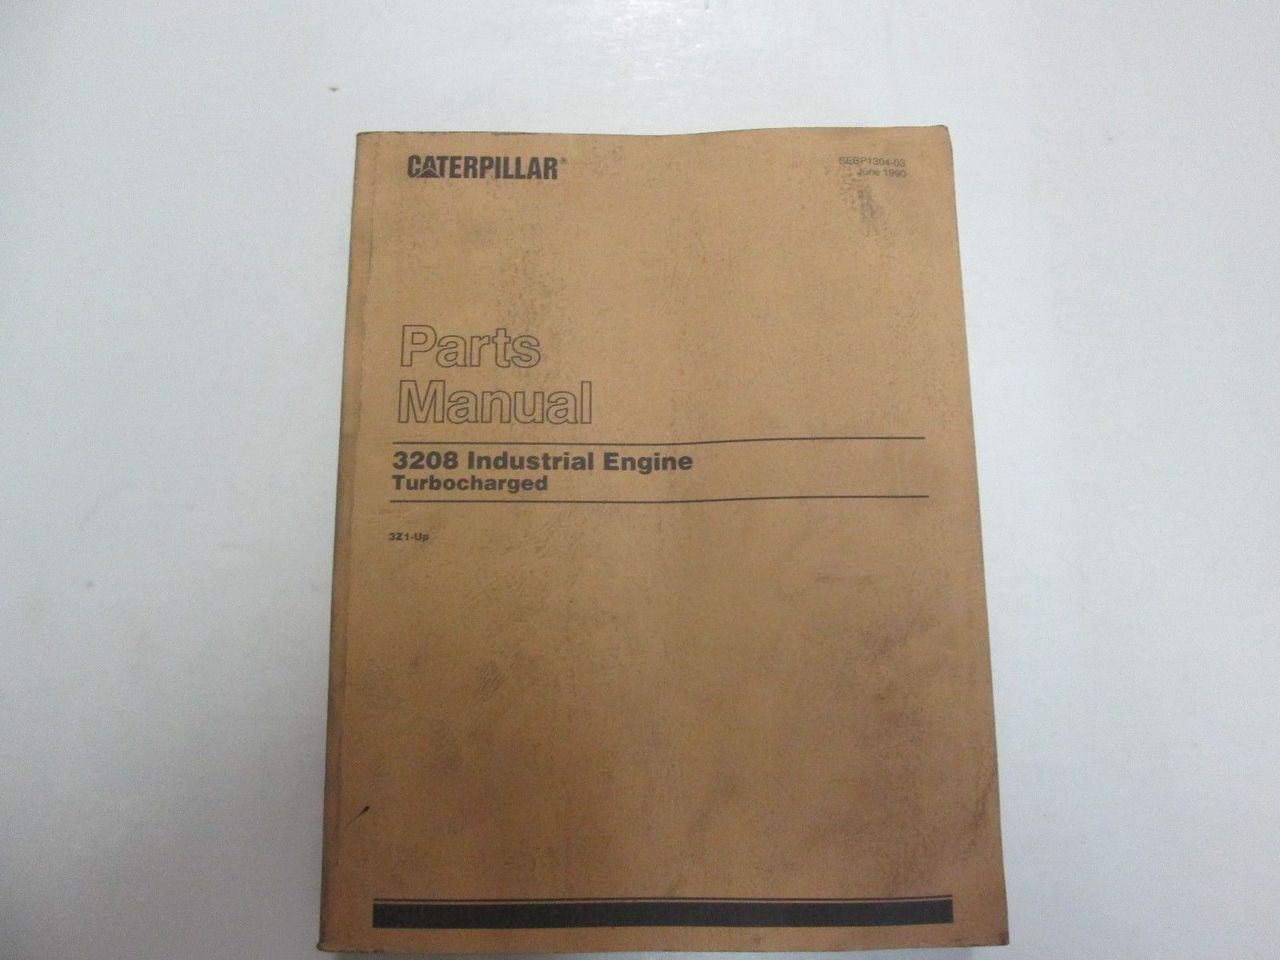 CATERPILLAR®
SEBP1304-03
June 1990
Parts
Manual
3208 Industrial Engine
Turbocharged
3Z1-Up